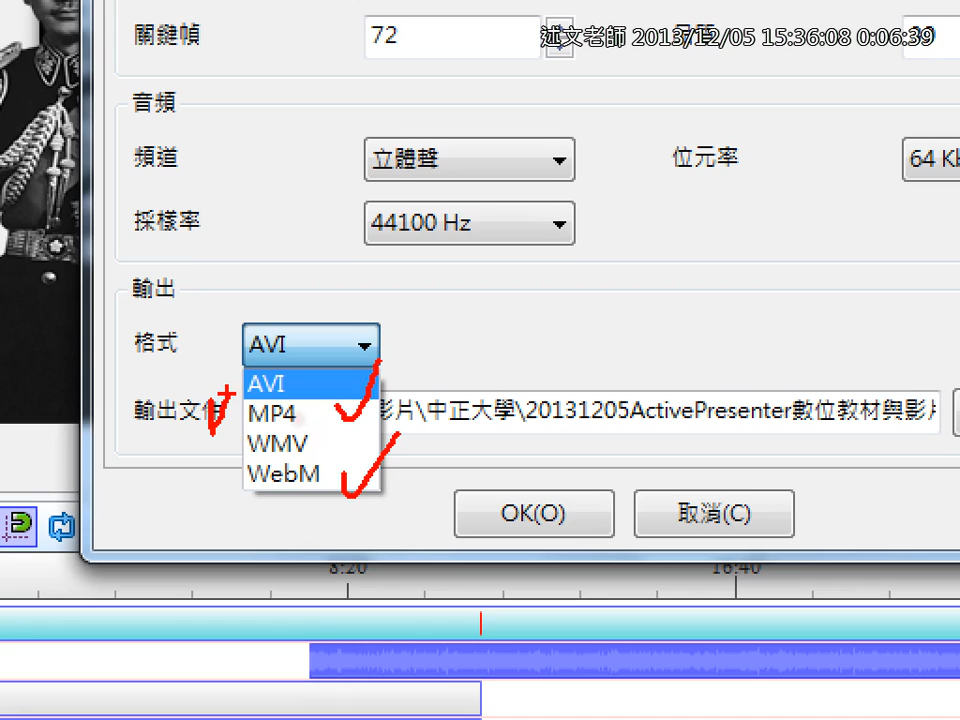 關鍵幀 72
述文老師 2013/12/05 15:36:08 0:06:39
音頻
頻道 立體聲 位元率 64 Kb
採樣率 44100 Hz
輸出
格式 AVI
AVI
MP4
WMV
WebM
輸出文件 影片\中正大學\20131205ActivePresenter數位教材與影片
OK(O) 取消(C)
8:20 16:40